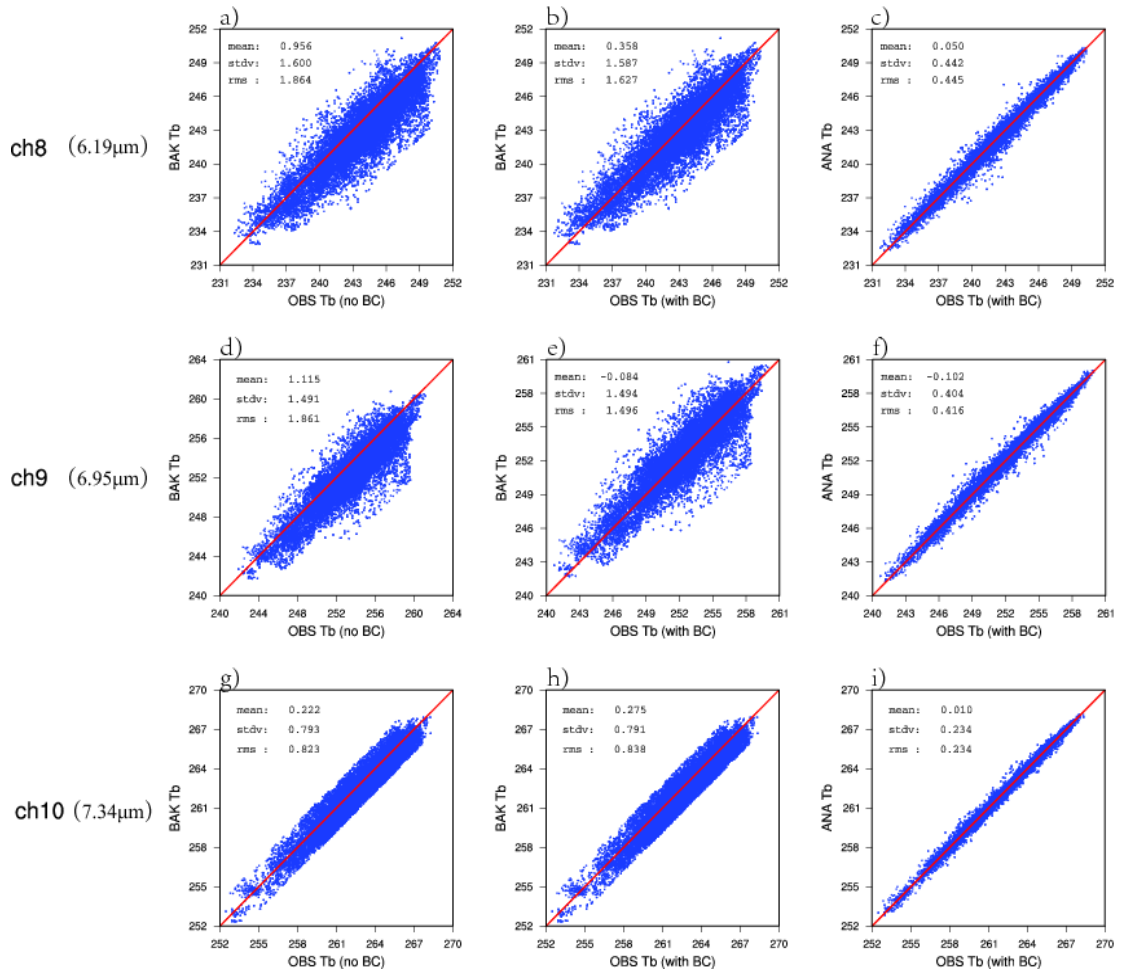 a)
mean: 0.956
stdv: 1.600
rms : 1.864
252
249
246
243
240
237
234
231
BAK Tb
231 234 237 240 243 246 249 252
OBS Tb (no BC)
b)
mean: 0.358
stdv: 1.587
rms : 1.627
252
249
246
243
240
237
234
231
BAK Tb
231 234 237 240 243 246 249 252
OBS Tb (with BC)
c)
mean: 0.050
stdv: 0.442
rms : 0.445
252
249
246
243
240
237
234
231
ANA Tb
231 234 237 240 243 246 249 252
OBS Tb (with BC)
ch8 (6.19μm)
d)
mean: 1.115
stdv: 1.491
rms : 1.861
264
260
256
252
248
244
240
BAK Tb
240 244 248 252 256 260 264
OBS Tb (no BC)
e)
mean: -0.084
stdv: 1.494
rms : 1.496
261
258
255
252
249
246
243
240
BAK Tb
240 243 246 249 252 255 258 261
OBS Tb (with BC)
f)
mean: -0.102
stdv: 0.404
rms : 0.416
261
258
255
252
249
246
243
240
ANA Tb
240 243 246 249 252 255 258 261
OBS Tb (with BC)
ch9 (6.95μm)
g)
mean: 0.222
stdv: 0.793
rms : 0.823
270
267
264
261
258
255
252
BAK Tb
252 255 258 261 264 267 270
OBS Tb (no BC)
h)
mean: 0.275
stdv: 0.791
rms : 0.838
270
267
264
261
258
255
252
BAK Tb
252 255 258 261 264 267 270
OBS Tb (with BC)
i)
mean: 0.010
stdv: 0.234
rms : 0.234
270
267
264
261
258
255
252
ANA Tb
252 255 258 261 264 267 270
OBS Tb (with BC)
ch10 (7.34μm)